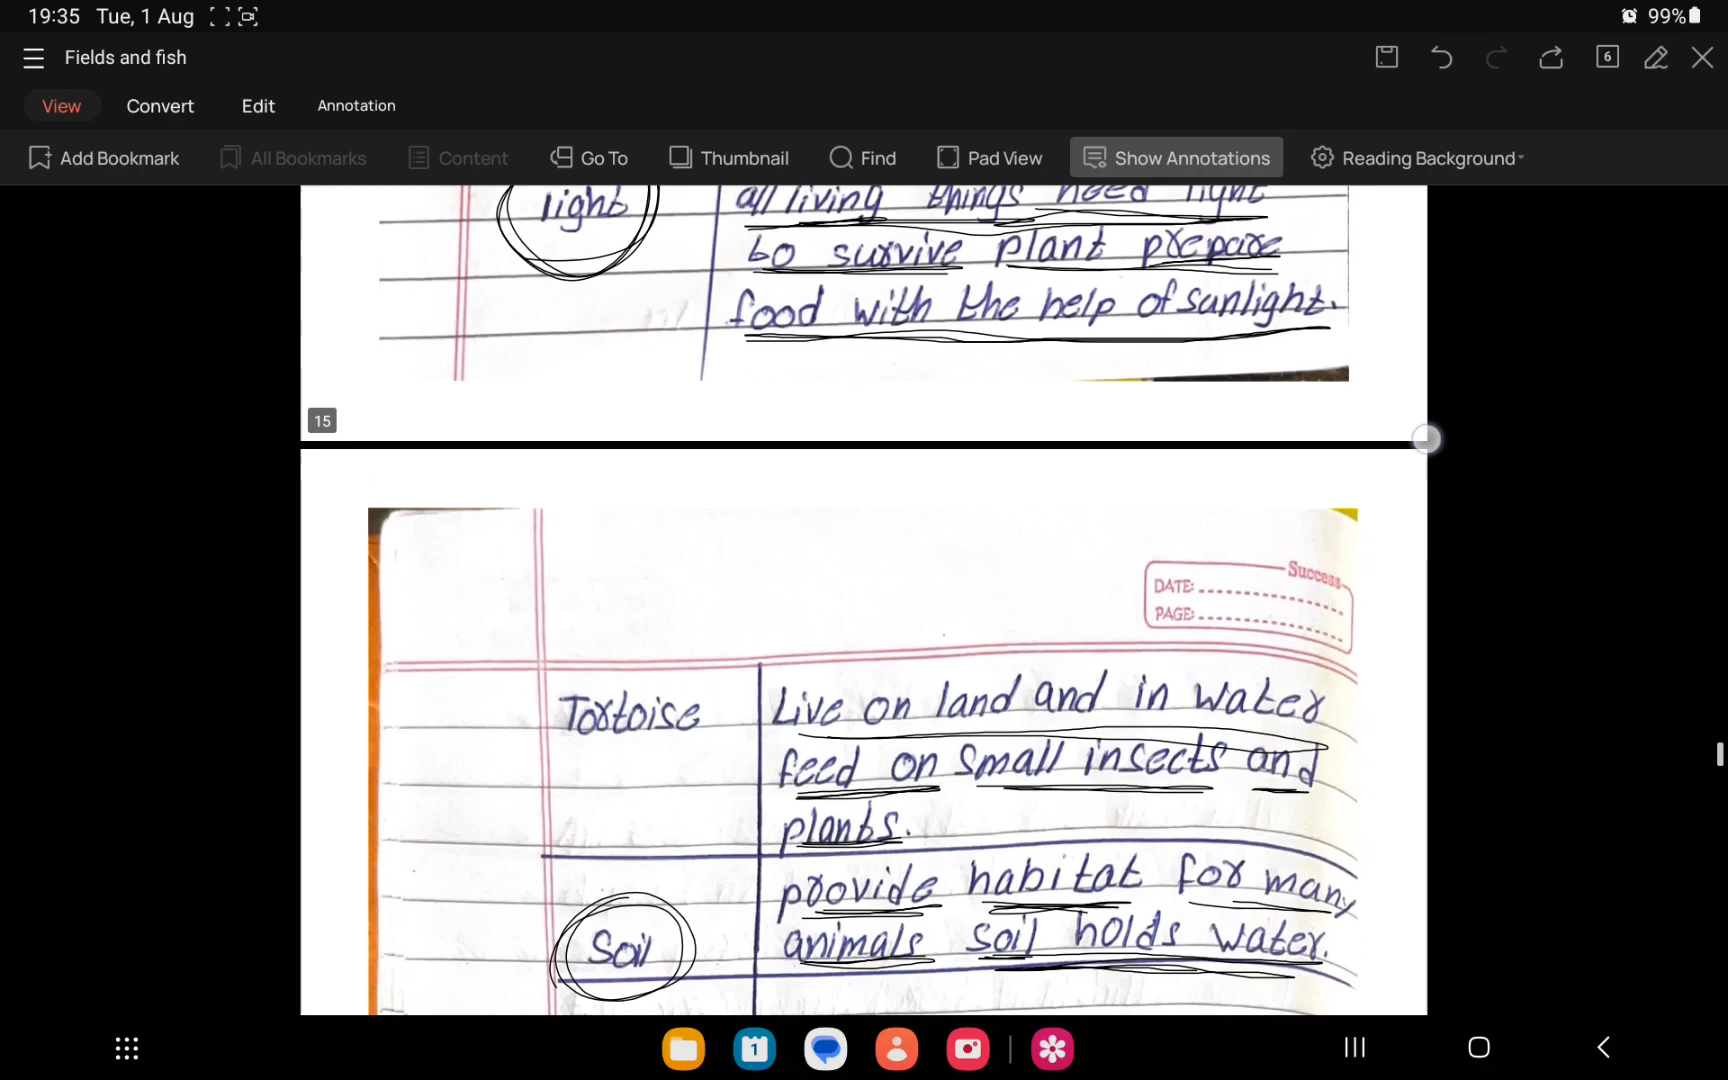 19:35 Tue, 1 Aug 99%
Fields and fish 6
View Convert Edit Annotation
Add Bookmark All Bookmarks Content Go To Thumbnail Find Pad View Show Annotations Reading Background
light all living things need light
to survive plant prepare
food with the help of sunlight.
15
Success
DATE:
PAGE:
Tortoise Live on land and in water
feed on small insects and
plants.
provide habitat for many
Soil animals soil holds water.
1